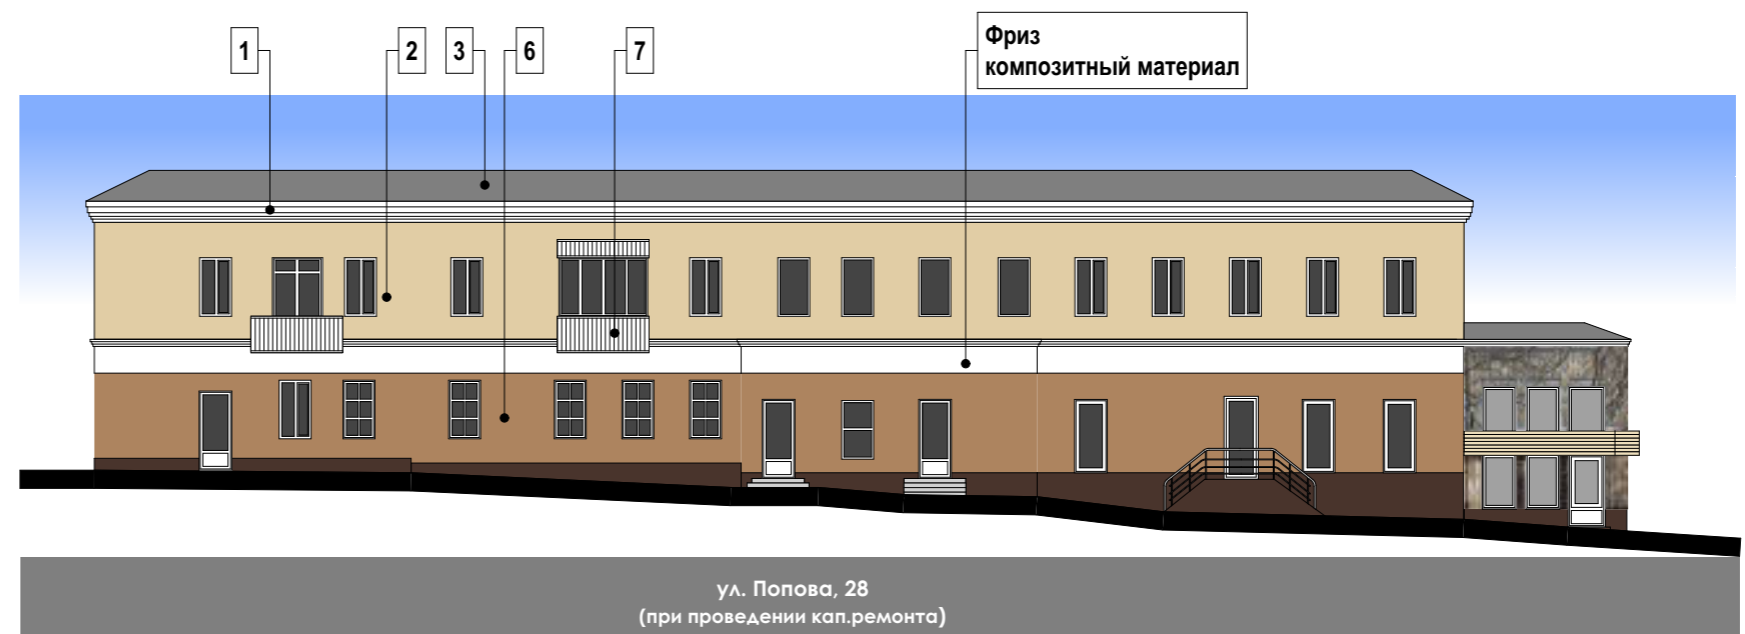 1
2
3
6
7
Фриз
композитный материал
ул. Попова, 28
(при проведении кап.ремонта)